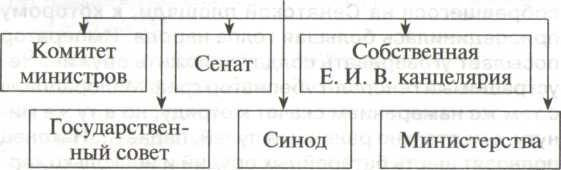 Комитет
министров
Сенат
Собственная
Е. И. В. канцелярия
Государствен-
ный совет
Синод
Министерства